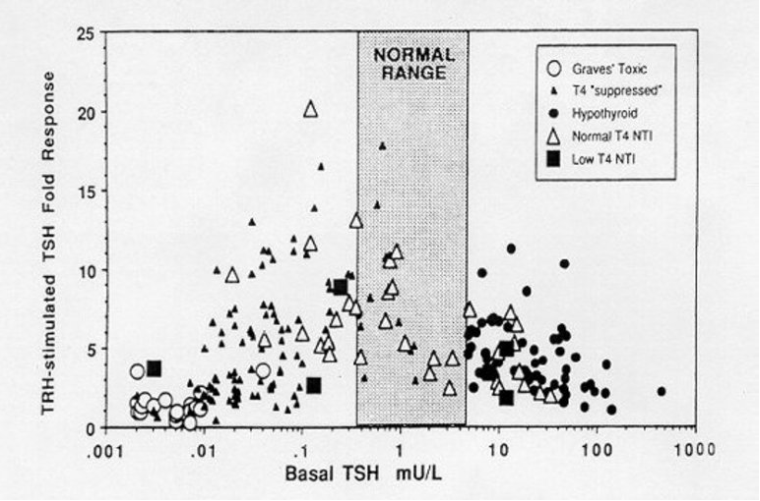 25
20
15
10
5
0
TRH-stimulated TSH Fold Response
NORMAL
RANGE
Graves' Toxic
T4 "suppressed"
Hypothyroid
Normal T4 NTI
Low T4 NTI
.001 .01 .1 1 10 100 1000
Basal TSH mU/L